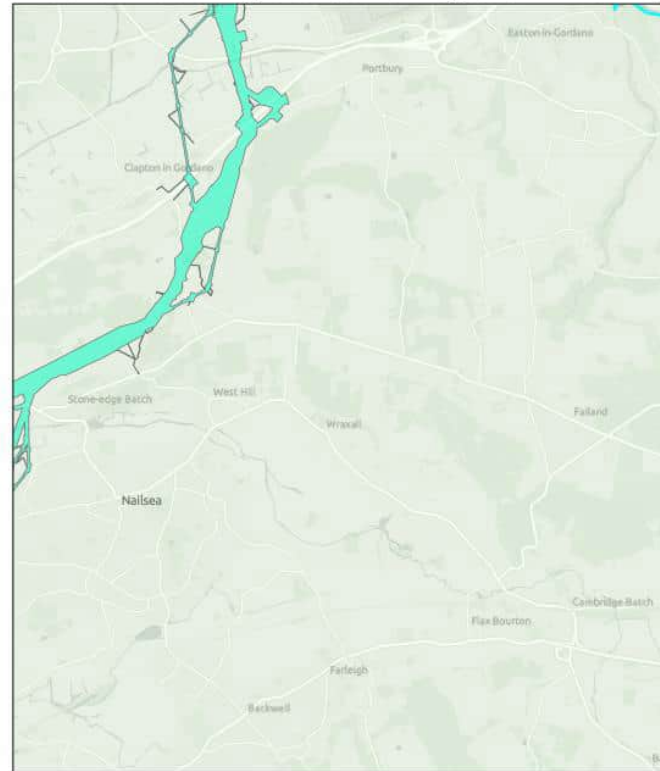 Easton-in-Gordano
Portbury
Clapton in Gordano
West Hill
Stone-edge Batch
Failand
Wraxall
Nailsea
Cambridge Batch
Flax Bourton
Farleigh
Backwell